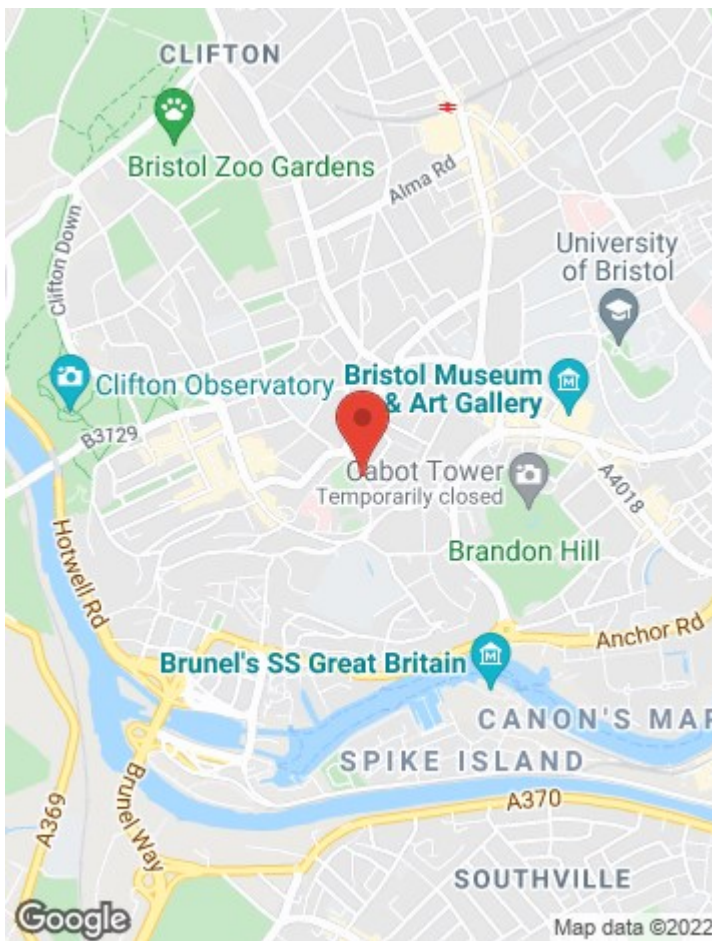 CLIFTON
Bristol Zoo Gardens
Alma Rd
University
of Bristol
Clifton Down
Clifton Observatory
Bristol Museum
& Art Gallery
B3129
Cabot Tower
Temporarily closed
A4018
Brandon Hill
Hotwell Rd
Anchor Rd
Brunel's SS Great Britain
CANON'S MAR
SPIKE ISLAND
A369
Brunel Way
A370
SOUTHVILLE
Google
Map data ©2022